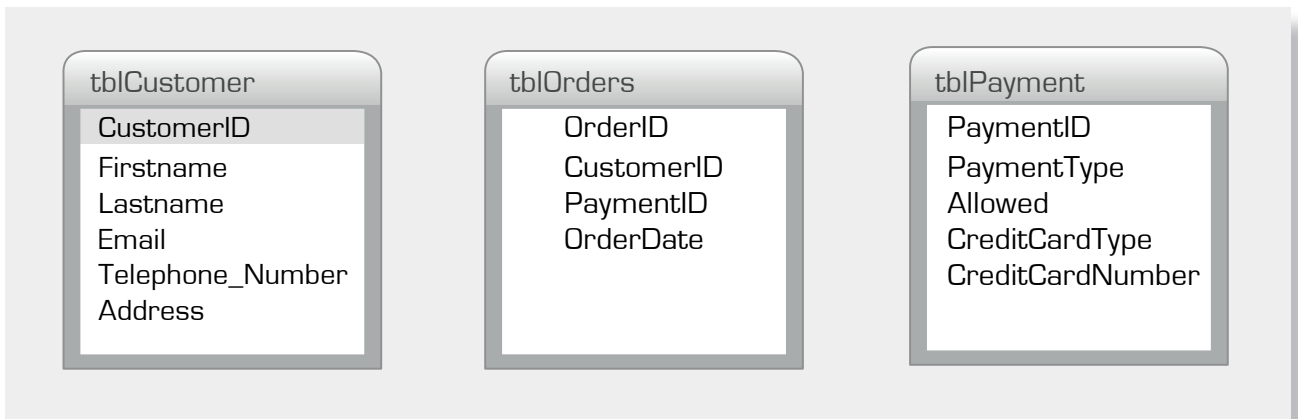 tblCustomer
CustomerID
Firstname
Lastname
Email
Telephone_Number
Address
tblOrders
OrderID
CustomerID
PaymentID
OrderDate
tblPayment
PaymentID
PaymentType
Allowed
CreditCardType
CreditCardNumber